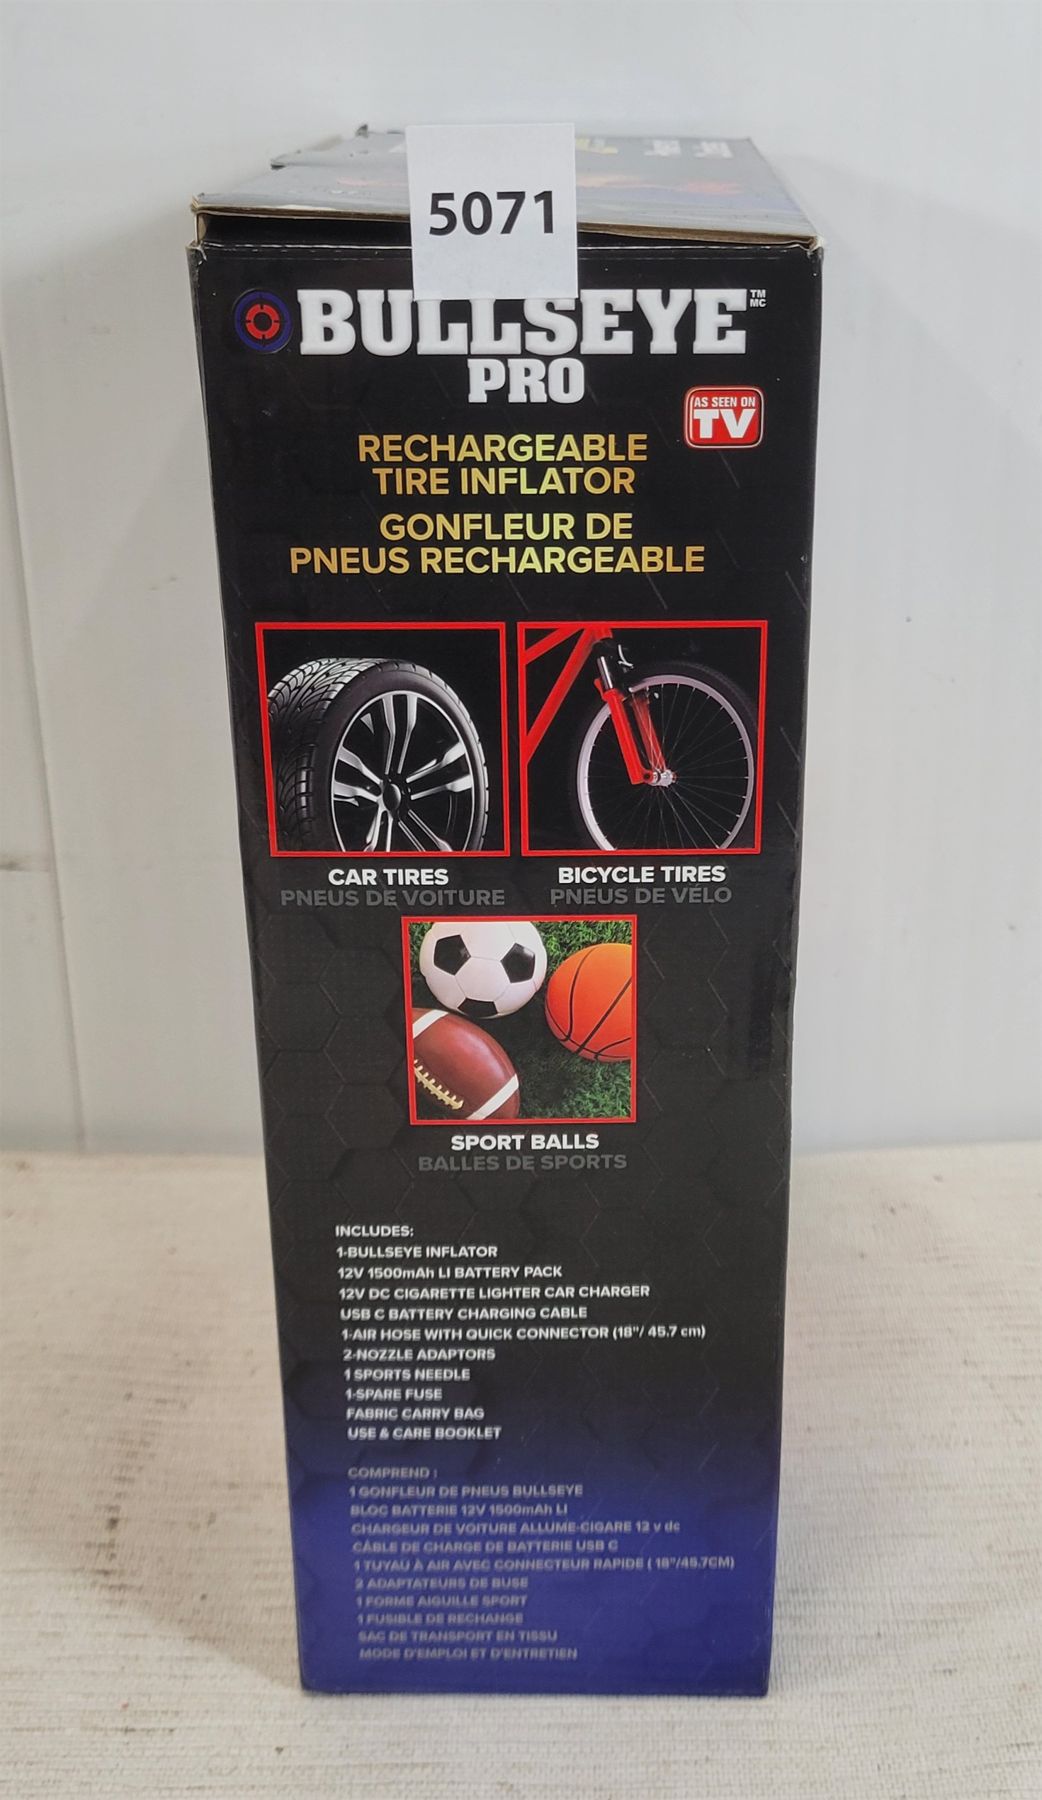 5071
BULLSEYE™ MC
PRO
AS SEEN ON
TV
RECHARGEABLE
TIRE INFLATOR
GONFLEUR DE
PNEUS RECHARGEABLE
CAR TIRES
PNEUS DE VOITURE
BICYCLE TIRES
PNEUS DE VÉLO
SPORT BALLS
BALLES DE SPORTS
INCLUDES:
1-BULLSEYE INFLATOR
12V 1500mAh LI BATTERY PACK
12V DC CIGARETTE LIGHTER CAR CHARGER
USB C BATTERY CHARGING CABLE
1-AIR HOSE WITH QUICK CONNECTOR (18"/ 45.7 cm)
2-NOZZLE ADAPTORS
1 SPORTS NEEDLE
1-SPARE FUSE
FABRIC CARRY BAG
USE & CARE BOOKLET
COMPREND :
1 GONFLEUR DE PNEUS BULLSEYE
BLOC BATTERIE 12V 1500mAh LI
CHARGEUR DE VOITURE ALLUME-CIGARE 12 v dc
CÂBLE DE CHARGE DE BATTERIE USB C
1 TUYAU À AIR AVEC CONNECTEUR RAPIDE ( 18"/45.7CM)
2 ADAPTATEURS DE BUSE
1 FORME AIGUILLE SPORT
1 FUSIBLE DE RECHANGE
SAC DE TRANSPORT EN TISSU
MODE D'EMPLOI ET D'ENTRETIEN